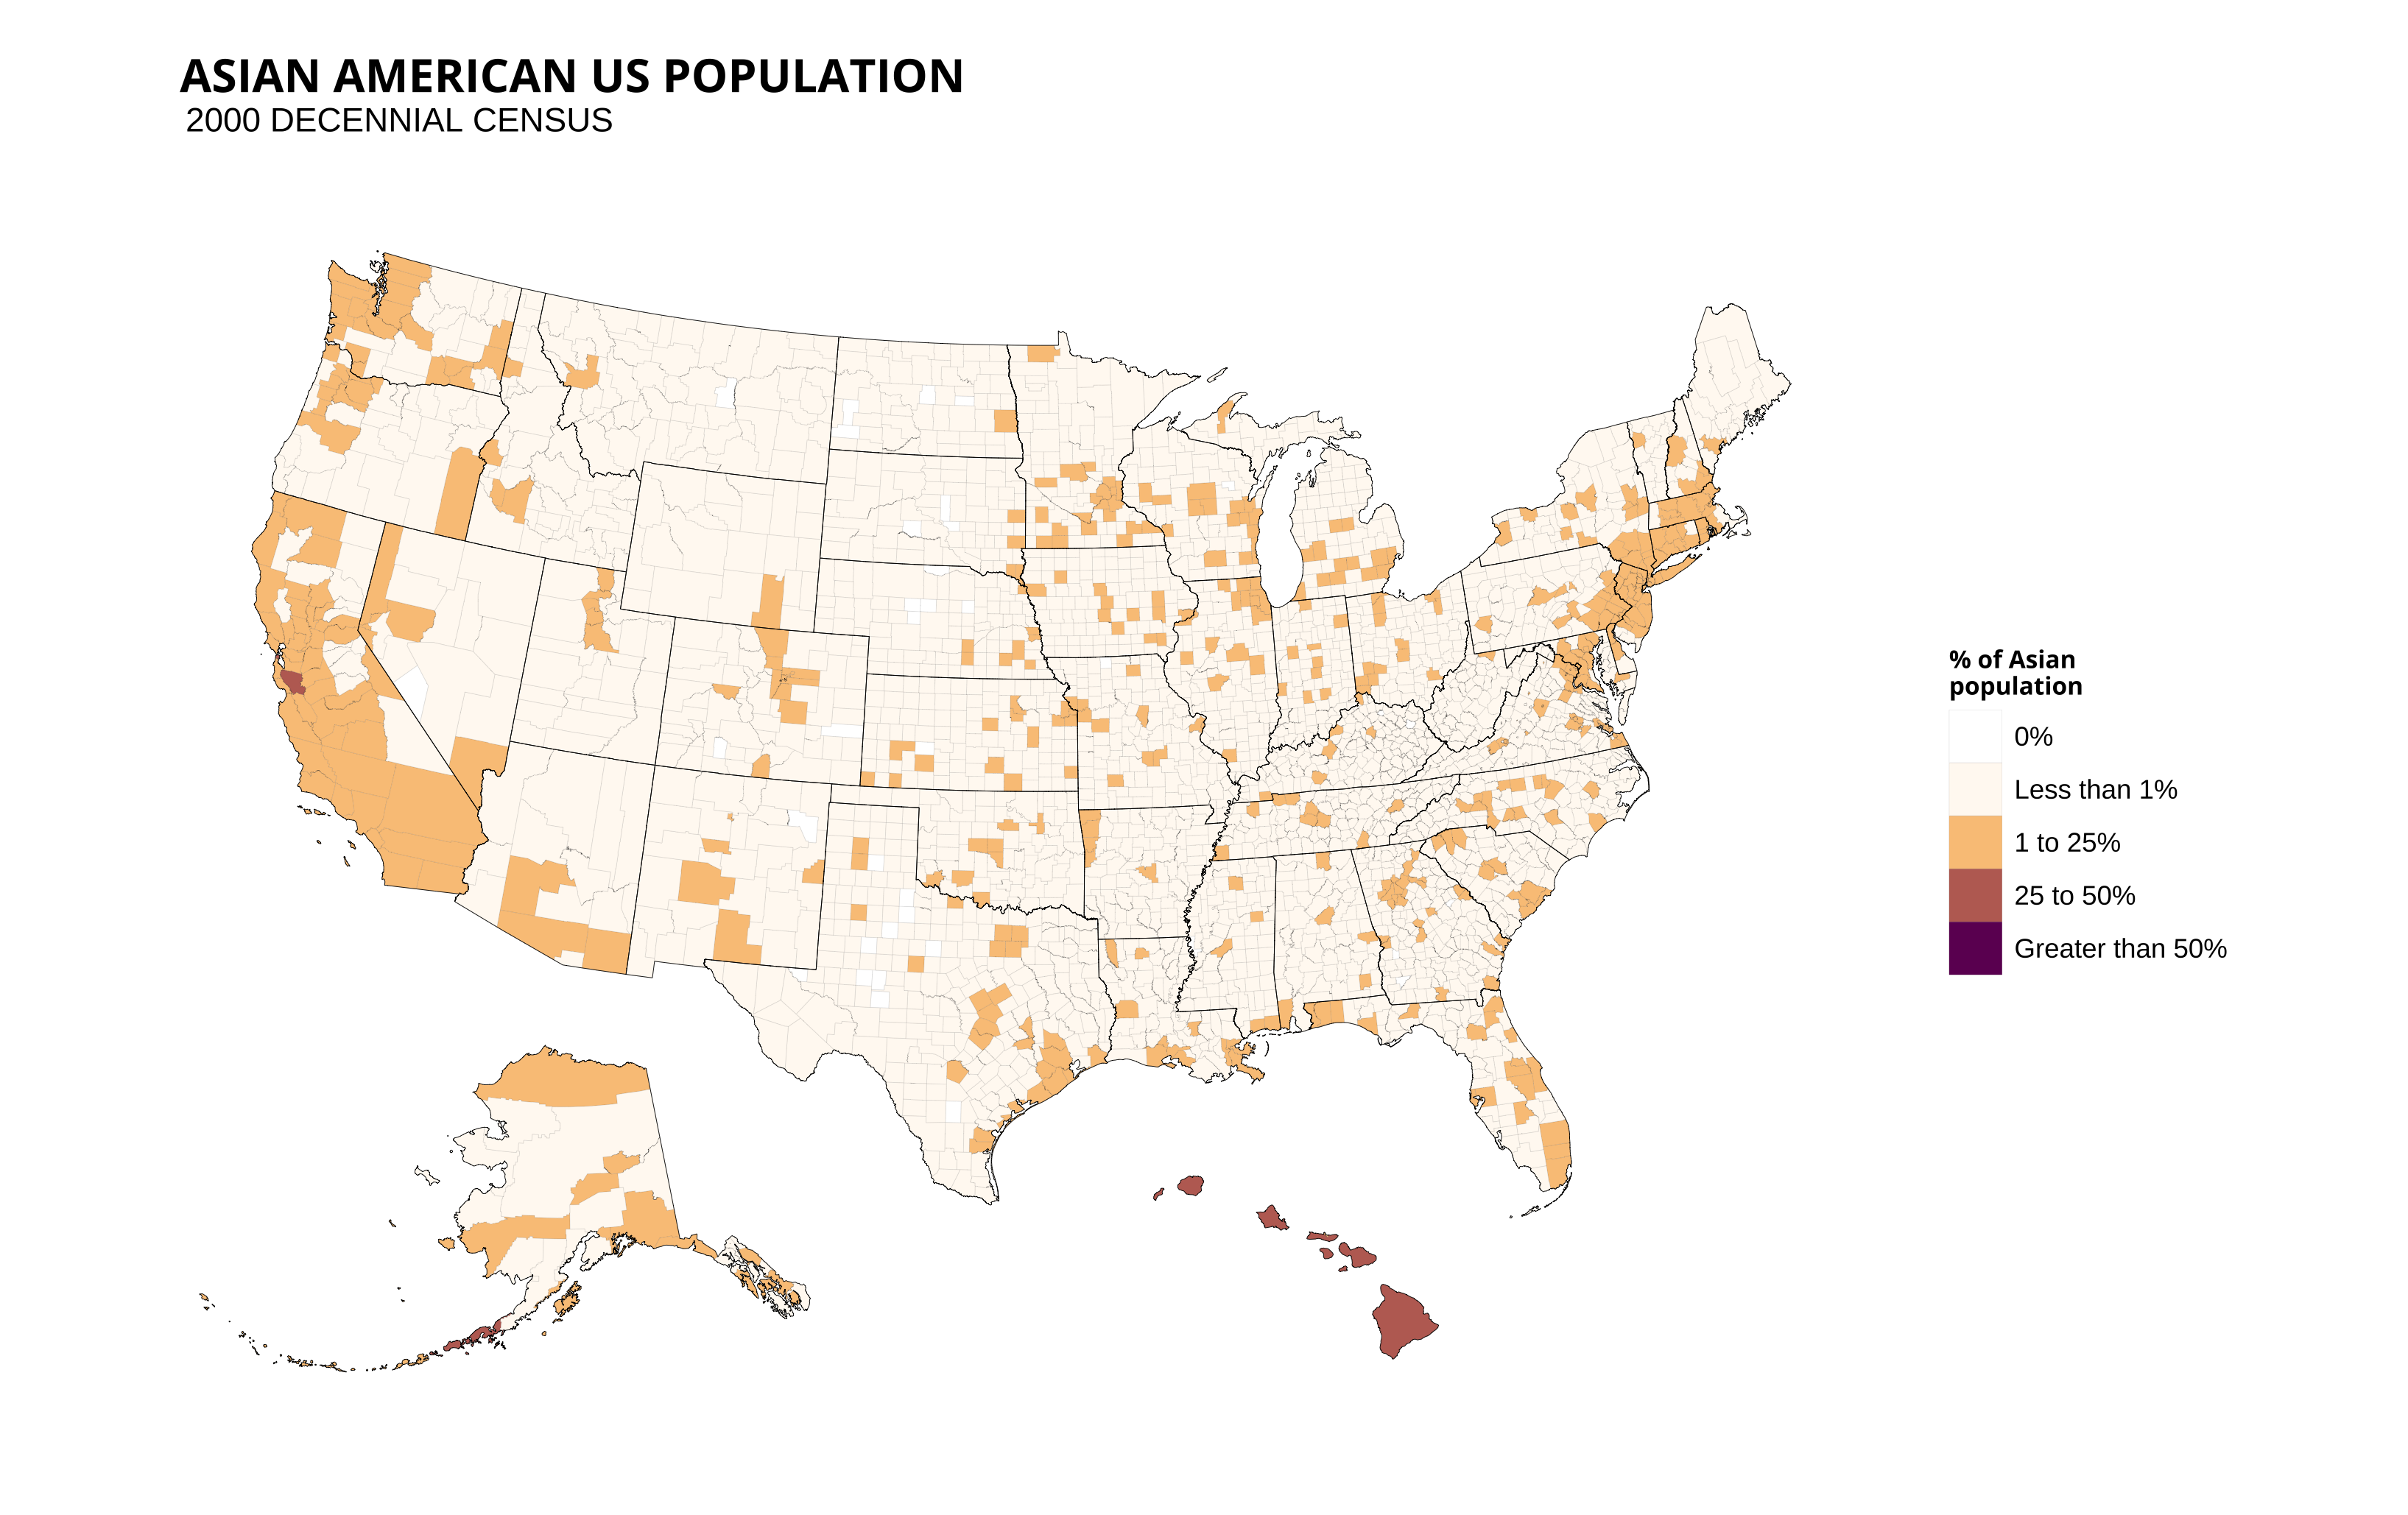 ASIAN AMERICAN US POPULATION
2000 DECENNIAL CENSUS
% of Asian
population
0%
Less than 1%
1 to 25%
25 to 50%
Greater than 50%